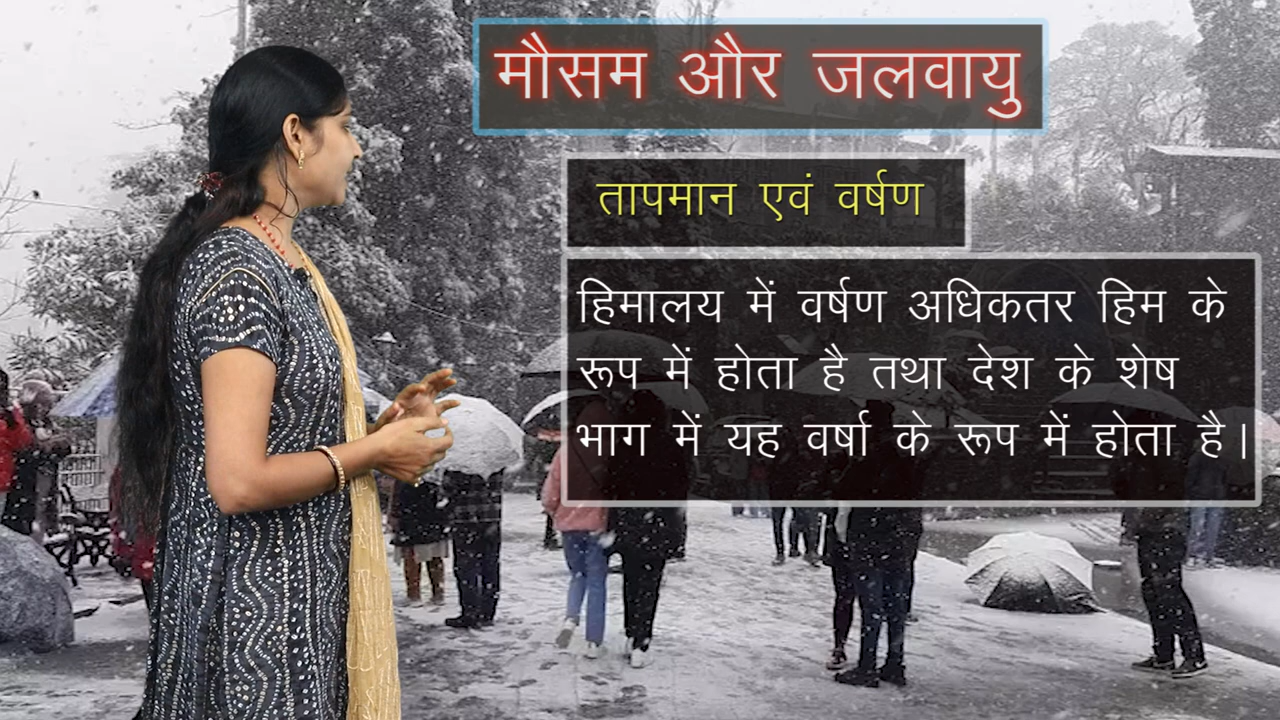 मौसम और जलवायु
तापमान एवं वर्षण
हिमालय में वर्षण अधिकतर हिम के
रूप में होता है तथा देश के शेष
भाग में यह वर्षा के रूप में होता है।